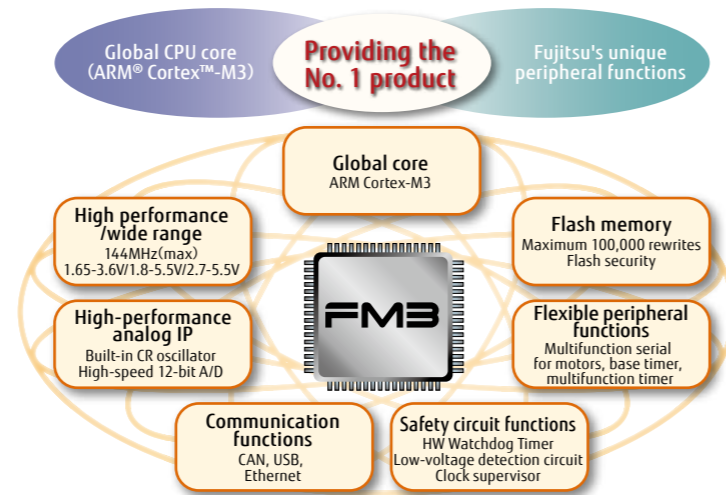 Global CPU core
(ARM® Cortex™-M3)
Providing the
No. 1 product
Fujitsu's unique
peripheral functions
Global core
ARM Cortex-M3
High performance
/wide range
144MHz(max)
1.65-3.6V/1.8-5.5V/2.7-5.5V
Flash memory
Maximum 100,000 rewrites
Flash security
FM3
High-performance
analog IP
Built-in CR oscillator
High-speed 12-bit A/D
Flexible peripheral
functions
Multifunction serial
for motors, base timer,
multifunction timer
Communication
functions
CAN, USB,
Ethernet
Safety circuit functions
HW Watchdog Timer
Low-voltage detection circuit
Clock supervisor